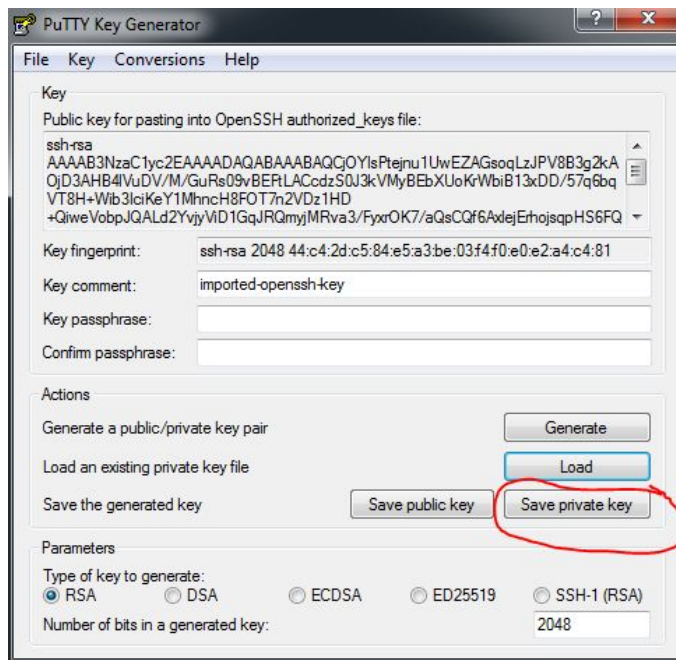 PuTTY Key Generator
File Key Conversions Help
Key
Public key for pasting into OpenSSH authorized_keys file:
ssh-rsa
AAAAB3NzaC1yc2EAAAADAQABAAABAQCjOYlsPtejnu1UwEZAGsoqLzJPV8B3g2kA
OjD3AHB4lVuDV/M/GuRs09vBEFtLACcdzS0J3kVMyBEbXUoKrWbiB13xDD/57q6bq
VT8H+Wib3IciKeY1MhncH8FOT7n2VDz1HD
+QiweVobpJQALd2YvjyViD1GqJRQmyjMRva3/FyxrOK7/aQsCQf6AxlejErhojsqpHS6FQ
Key fingerprint: ssh-rsa 2048 44:c4:2d:c5:84:e5:a3:be:03:f4:f0:e0:e2:a4:c4:81
Key comment: imported-openssh-key
Key passphrase:
Confirm passphrase:
Actions
Generate a public/private key pair Generate
Load an existing private key file Load
Save the generated key Save public key Save private key
Parameters
Type of key to generate:
RSA DSA ECDSA ED25519 SSH-1 (RSA)
Number of bits in a generated key: 2048